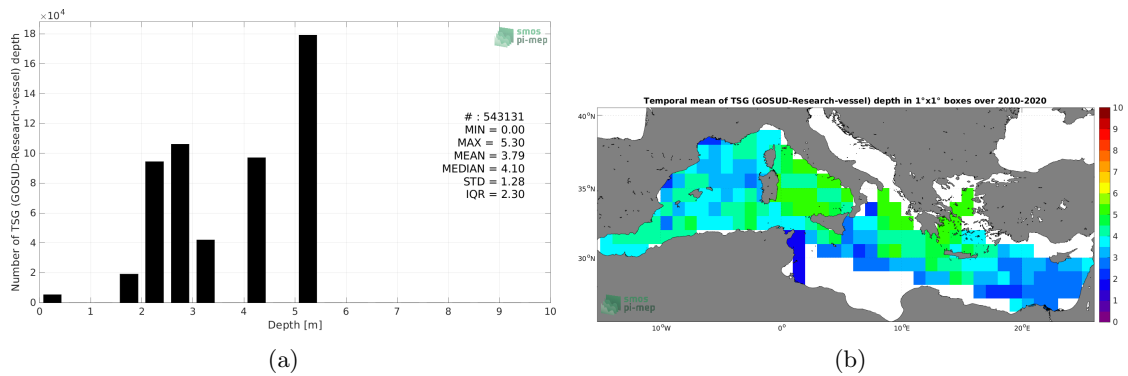 ×10⁴
18
16
14
12
10
8
6
4
2
0
Number of TSG (GOSUD-Research-vessel) depth
smos
pi-mep
# : 543131
MIN = 0.00
MAX = 5.30
MEAN = 3.79
MEDIAN = 4.10
STD = 1.28
IQR = 2.30
0 1 2 3 4 5 6 7 8 9 10
Depth [m]
(a)
Temporal mean of TSG (GOSUD-Research-vessel) depth in 1°x1° boxes over 2010-2020
40°N
35°N
30°N
10°W 0° 10°E 20°E
smos
pi-mep
10
9
8
7
6
5
4
3
2
1
0
(b)